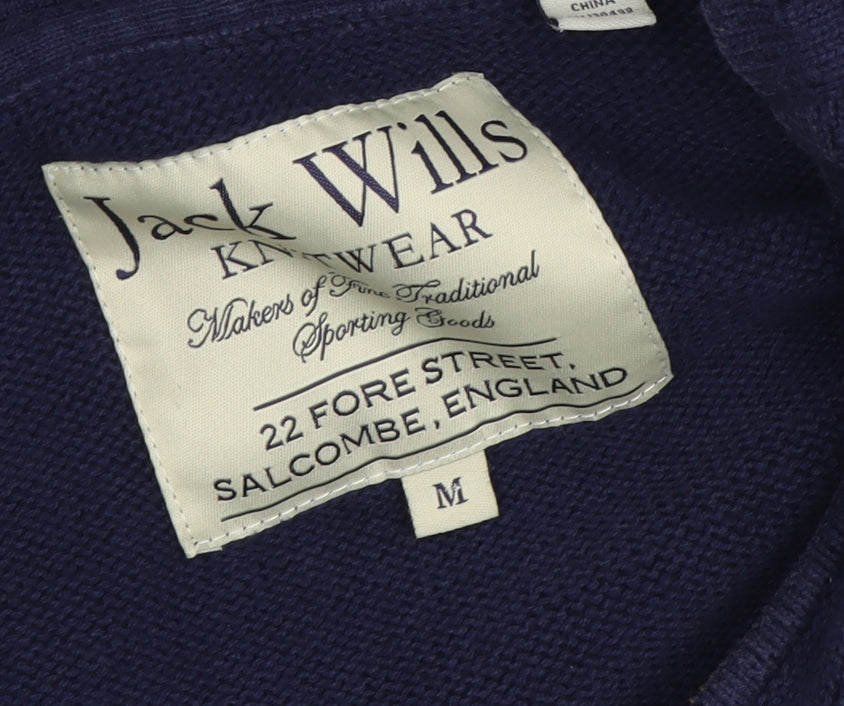 CHINA
Jack Wills
KNITWEAR
Makers of Fine Traditional
Sporting Goods
22 FORE STREET,
SALCOMBE, ENGLAND
M